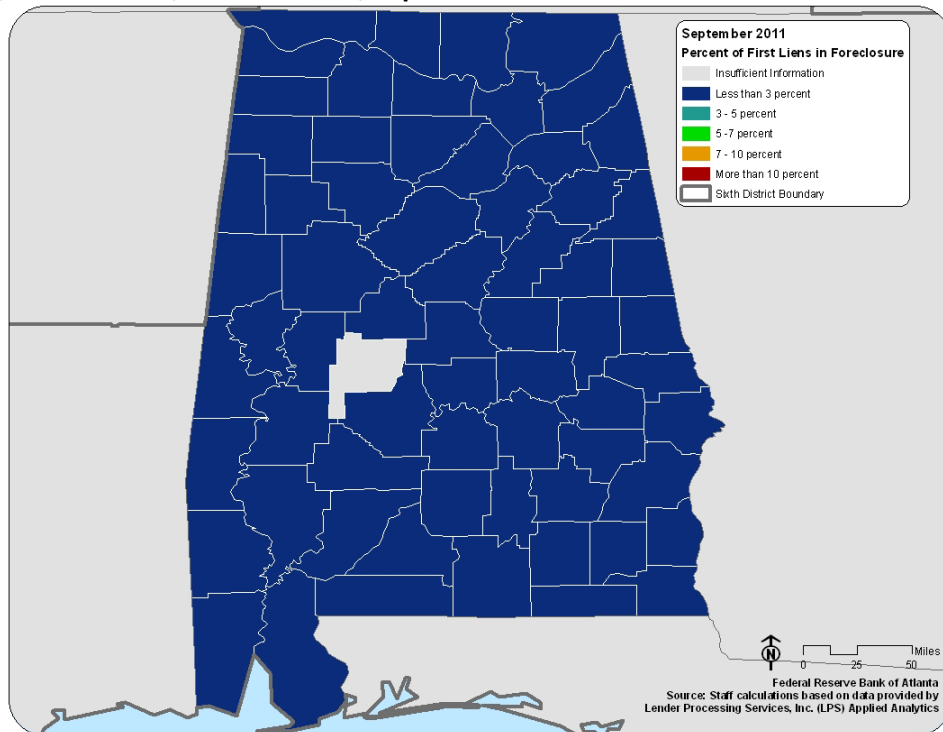 September 2011
Percent of First Liens in Foreclosure
Insufficient Information
Less than 3 percent
3 - 5 percent
5 -7 percent
7 - 10 percent
More than 10 percent
Sixth District Boundary
N
Miles
0 25 50
Federal Reserve Bank of Atlanta
Source: Staff calculations based on data provided by
Lender Processing Services, Inc. (LPS) Applied Analytics